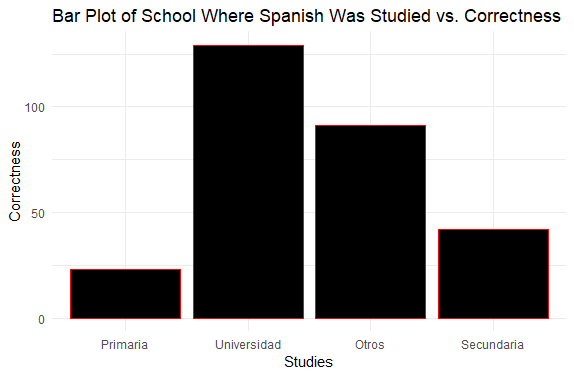 Bar Plot of School Where Spanish Was Studied vs. Correctness
100
50
0
Correctness
Primaria
Universidad
Otros
Secundaria
Studies